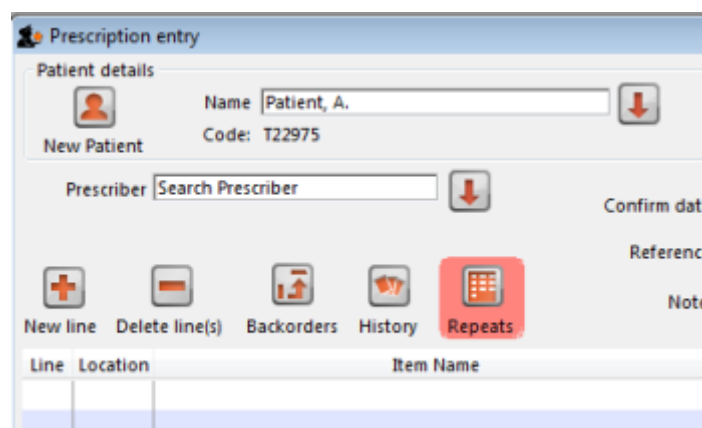 Prescription entry
Patient details
Name Patient, A.
New Patient
Code: T22975
Prescriber Search Prescriber
Confirm dat
Referenc
Note
New line Delete line(s) Backorders History Repeats
Line Location Item Name